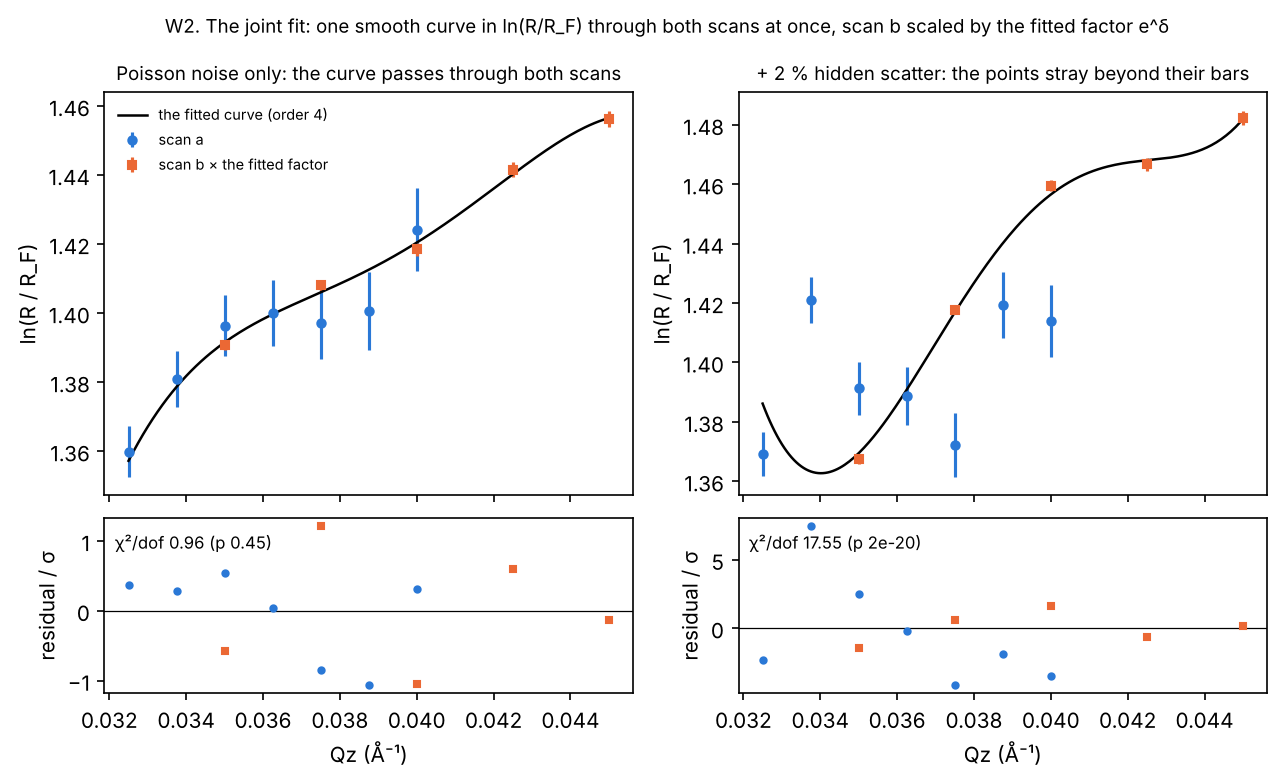 W2. The joint fit: one smooth curve in ln(R/R_F) through both scans at once, scan b scaled by the fitted factor e^δ
Poisson noise only: the curve passes through both scans
+ 2 % hidden scatter: the points stray beyond their bars
the fitted curve (order 4)
scan a
scan b × the fitted factor
ln(R / R_F)
1.46
1.44
1.42
1.40
1.38
1.36
ln(R / R_F)
1.48
1.46
1.44
1.42
1.40
1.38
1.36
χ²/dof 0.96 (p 0.45)
residual / σ
1
0
−1
0.032 0.034 0.036 0.038 0.040 0.042 0.044
Qz (Å⁻¹)
χ²/dof 17.55 (p 2e-20)
residual / σ
5
0
0.032 0.034 0.036 0.038 0.040 0.042 0.044
Qz (Å⁻¹)